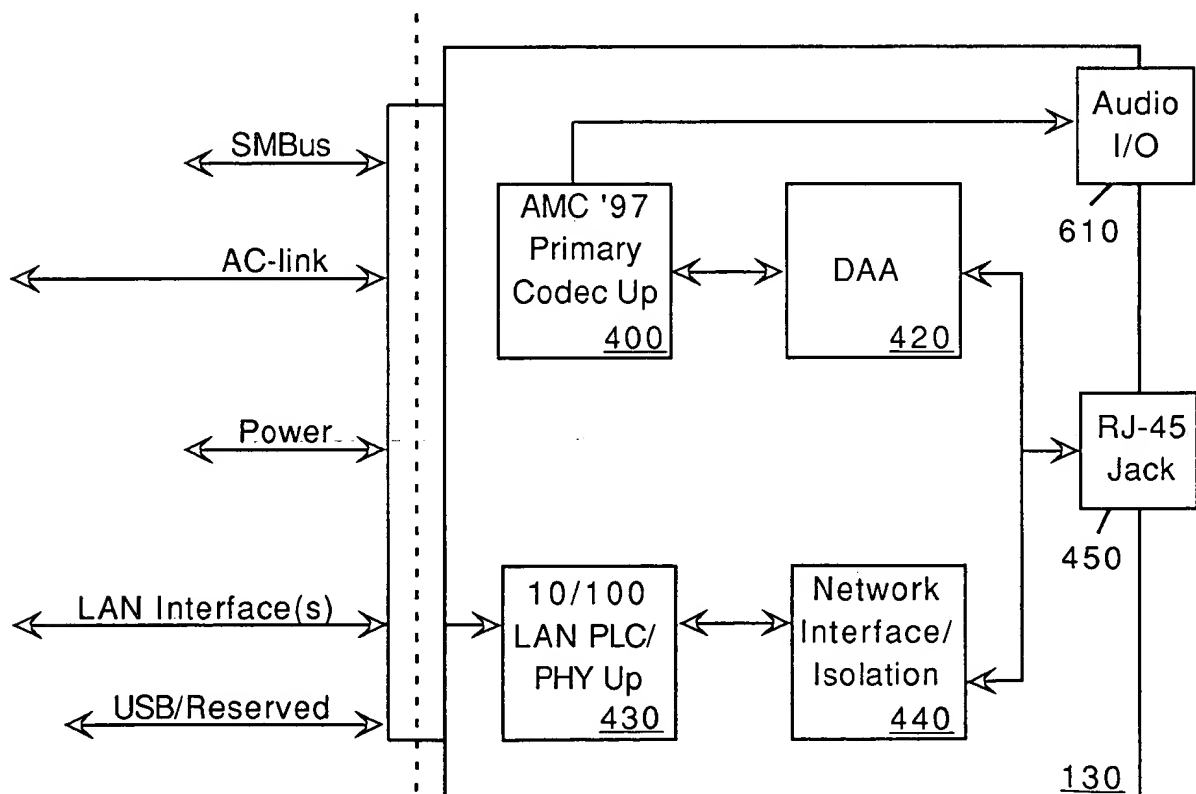 SMBus
AC-link
Power
LAN Interface(s)
USB/Reserved
AMC '97
Primary
Codec Up
400
DAA
420
Audio
I/O
610
RJ-45
Jack
450
10/100
LAN PLC/
PHY Up
430
Network
Interface/
Isolation
440
130